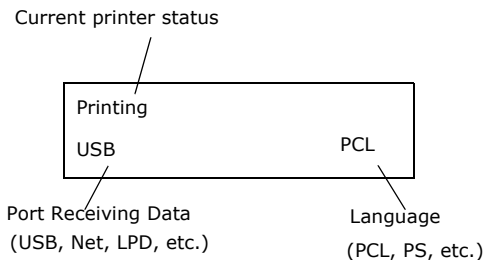 Current printer status
Printing
USB PCL
Port Receiving Data
(USB, Net, LPD, etc.)
Language
(PCL, PS, etc.)